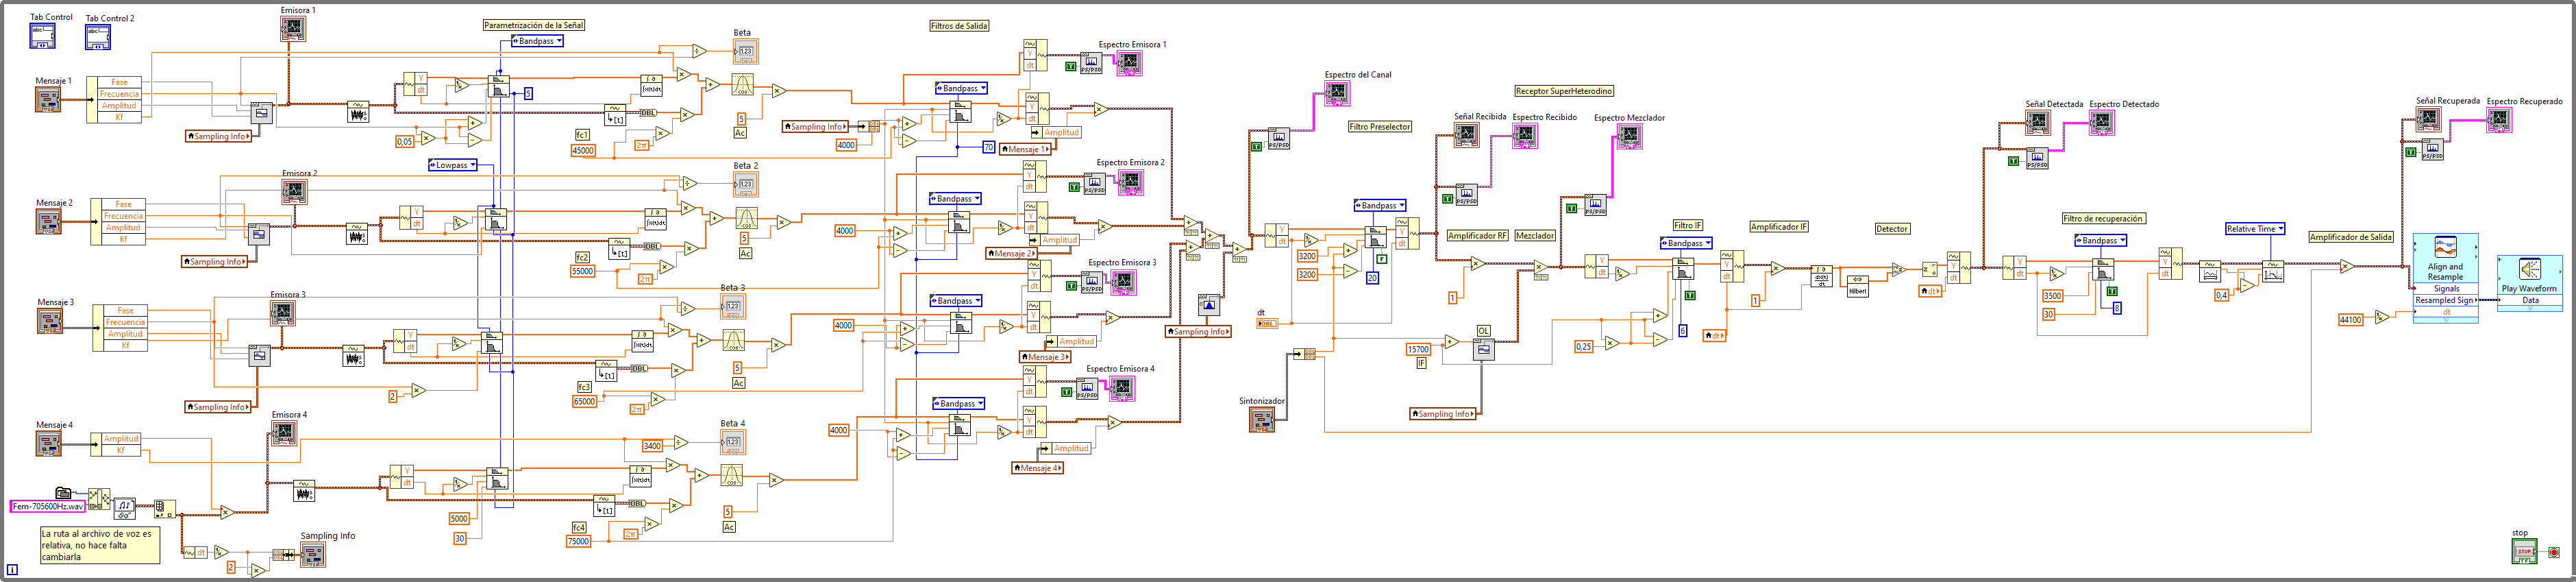 Tab Control
Tab Control 2
Emisora 1
Parametrización de la Señal
Bandpass
Beta
Filtros de Salida
Espectro Emisora 1
Mensaje 1
Fase
Frecuencia
Amplitud
Kf
Sampling Info
0,05
5
fc1
45000
2π
5
Ac
Sampling Info
4000
Bandpass
70
Amplitud
Mensaje 1
Lowpass
Emisora 2
Beta 2
Espectro Emisora 2
Mensaje 2
Fase
Frecuencia
Amplitud
Kf
Sampling Info
fc2
55000
2π
5
Ac
4000
Bandpass
Amplitud
Mensaje 2
Emisora 3
Beta 3
Espectro Emisora 3
Mensaje 3
Fase
Frecuencia
Amplitud
Kf
Sampling Info
2
fc3
65000
2π
5
Ac
4000
Bandpass
Amplitud
Mensaje 3
Emisora 4
Beta 4
Espectro Emisora 4
Mensaje 4
Amplitud
Kf
3400
Fem-705600Hz.wav
La ruta al archivo de voz es
relativa, no hace falta
cambiarla
Sampling Info
2
5000
30
fc4
75000
2π
5
Ac
4000
Bandpass
Amplitud
Mensaje 4
Espectro del Canal
Sampling Info
dt
DBL
Sintonizador
Receptor SuperHeterodino
Filtro Preselector
Bandpass
3200
3200
20
F
Señal Recibida
Espectro Recibido
Espectro Mezclador
Amplificador RF
Mezclador
1
OL
15700
IF
Sampling Info
Filtro IF
Bandpass
0,25
6
T
Amplificador IF
1
dt
Detector
Hilbert
dt
Señal Detectada
Espectro Detectado
Filtro de recuperación
Bandpass
3500
30
T
8
Relative Time
0,4
Amplificador de Salida
Señal Recuperada
Espectro Recuperado
44100
Align and
Resample
Signals
Resampled Sign
dt
Play Waveform
Data
stop
STOP
i